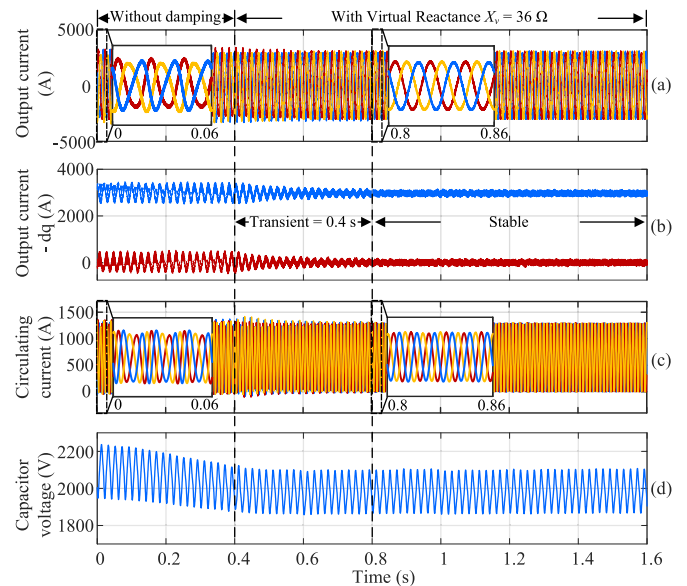 Without damping
With Virtual Reactance Xv = 36 Ω
Output current
(A)
5000
0
-5000
0
0.06
0.8
0.86
(a)
Output current
- dq (A)
4000
2000
0
Transient = 0.4 s
Stable
(b)
Circulating
current (A)
1500
1000
500
0
0
0.06
0.8
0.86
(c)
Capacitor
voltage (V)
2200
2000
1800
(d)
0
0.2
0.4
0.6
0.8
1
1.2
1.4
1.6
Time (s)